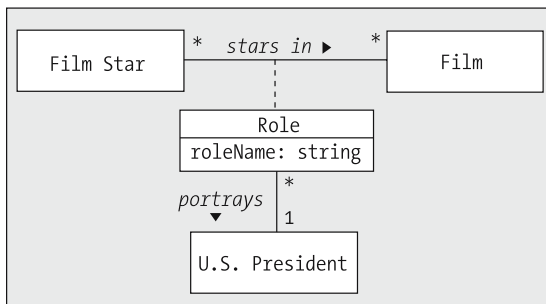 * stars in ▶ *
Film Star
Film
Role
roleName: string
*
portrays
▼
1
U.S. President